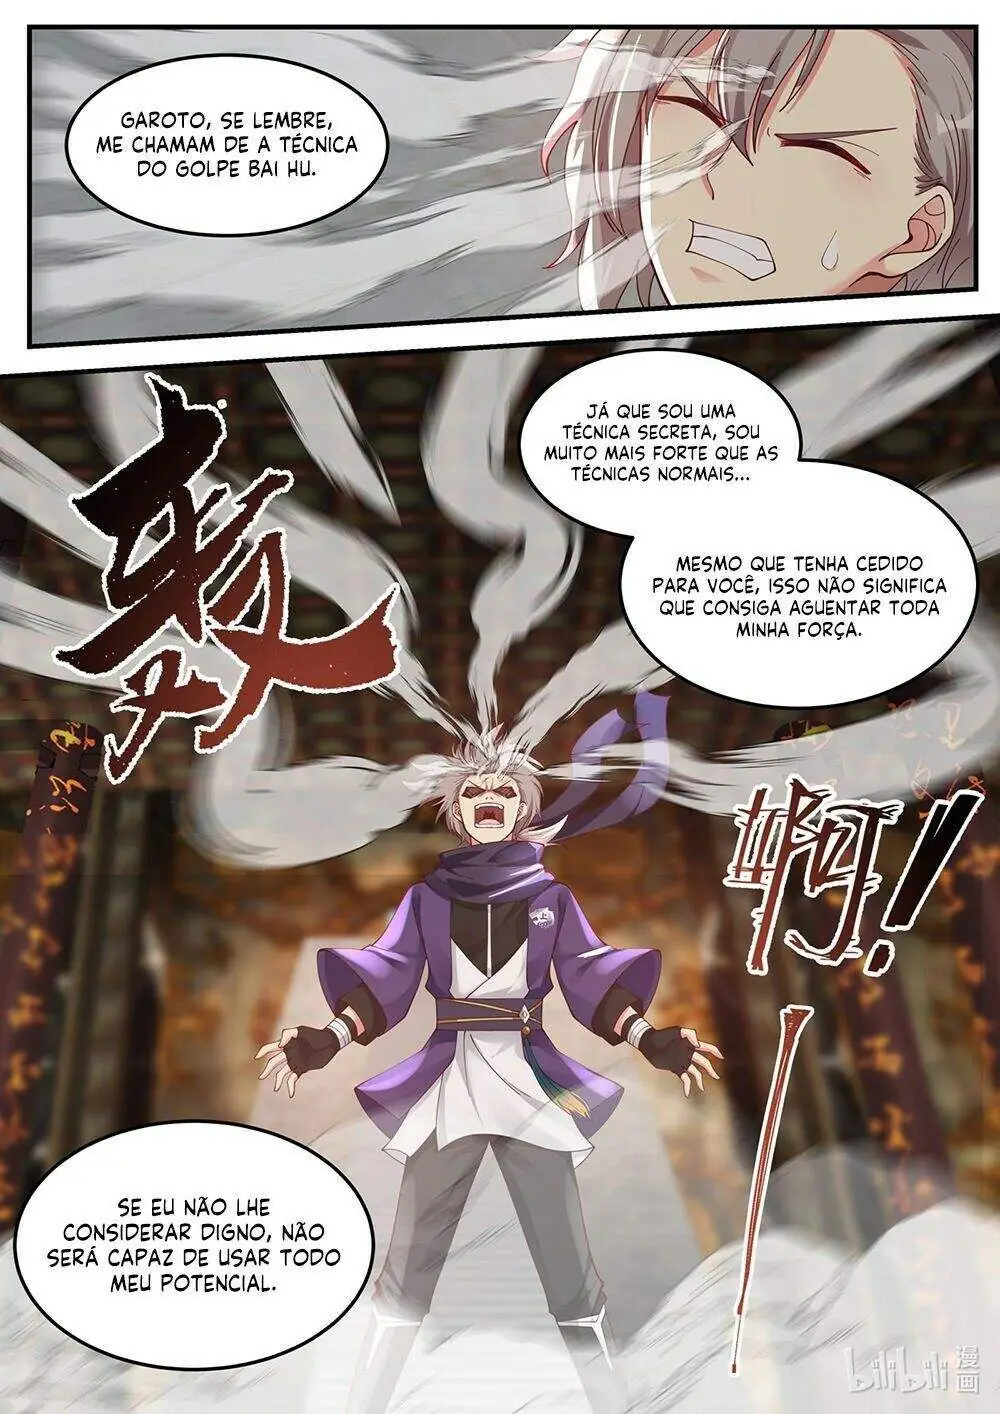 GAROTO, SE LEMBRE,
ME CHAMAM DE A TÉCNICA
DO GOLPE BAI HU.
JÁ QUE SOU UMA
TÉCNICA SECRETA, SOU
MUITO MAIS FORTE QUE AS
TÉCNICAS NORMAIS...
MESMO QUE TENHA CEDIDO
PARA VOCÊ, ISSO NÃO SIGNIFICA
QUE CONSIGA AGUENTAR TODA
MINHA FORÇA.
轰
啊!
SE EU NÃO LHE
CONSIDERAR DIGNO, NÃO
SERÁ CAPAZ DE USAR TODO
MEU POTENCIAL.
bilibili 漫画